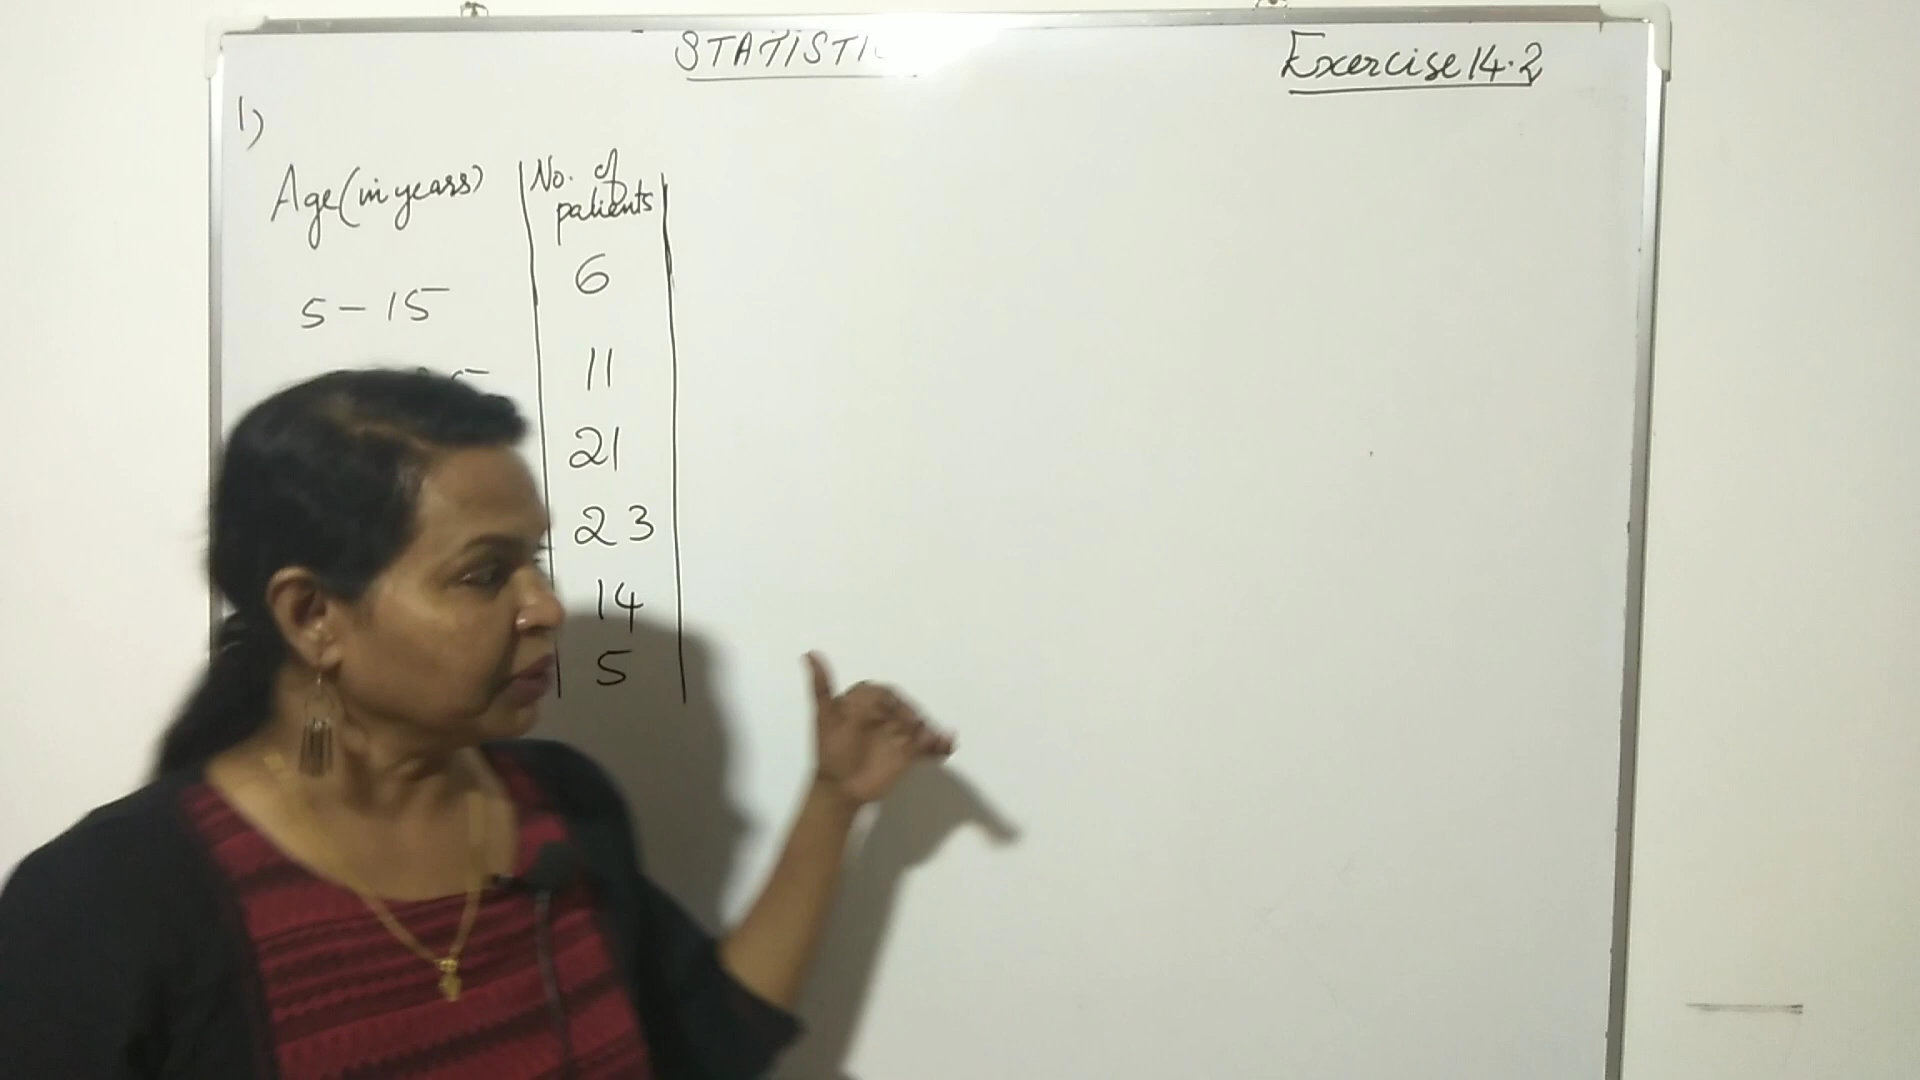 STATISTI
Exercise 14.2
1)
Age (in years)
No. of
patients
5 - 15
6
11
21
23
14
5